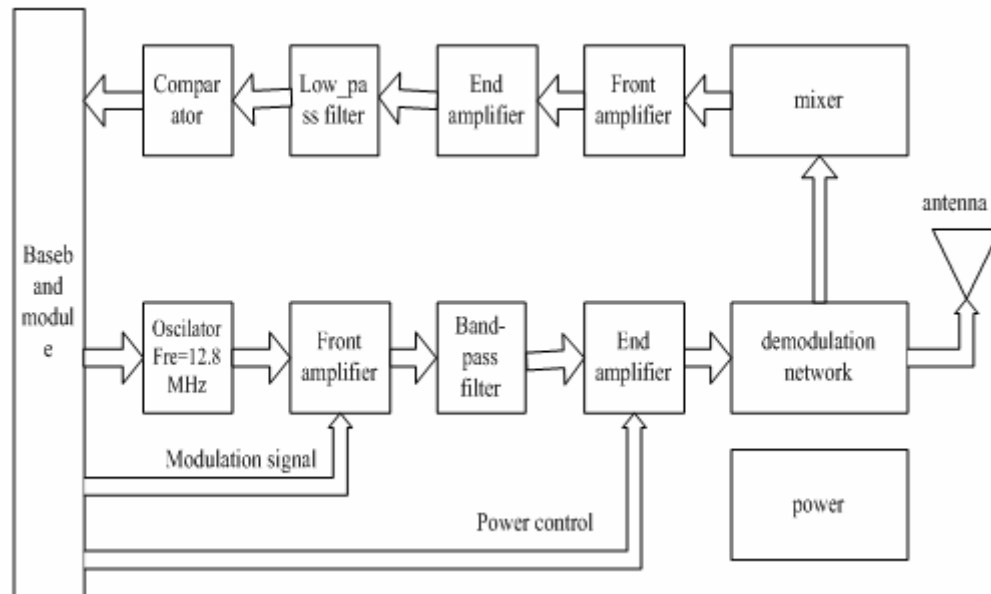 Compar
ator
Low_pa
ss filter
End
amplifier
Front
amplifier
mixer
antenna
Baseb
and
modul
e
Oscilator
Fre=12.8
MHz
Front
amplifier
Band-
pass
filter
End
amplifier
demodulation
network
Modulation signal
Power control
power